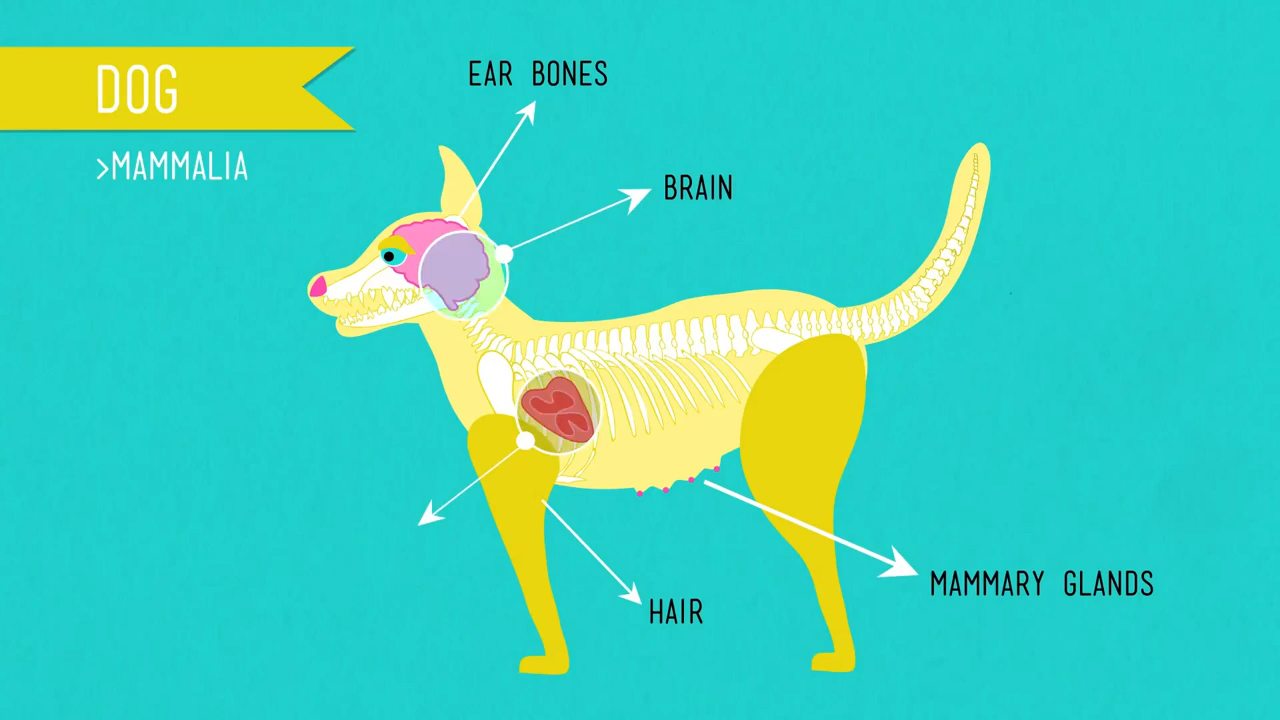 DOG
>MAMMALIA
EAR BONES
BRAIN
MAMMARY GLANDS
HAIR